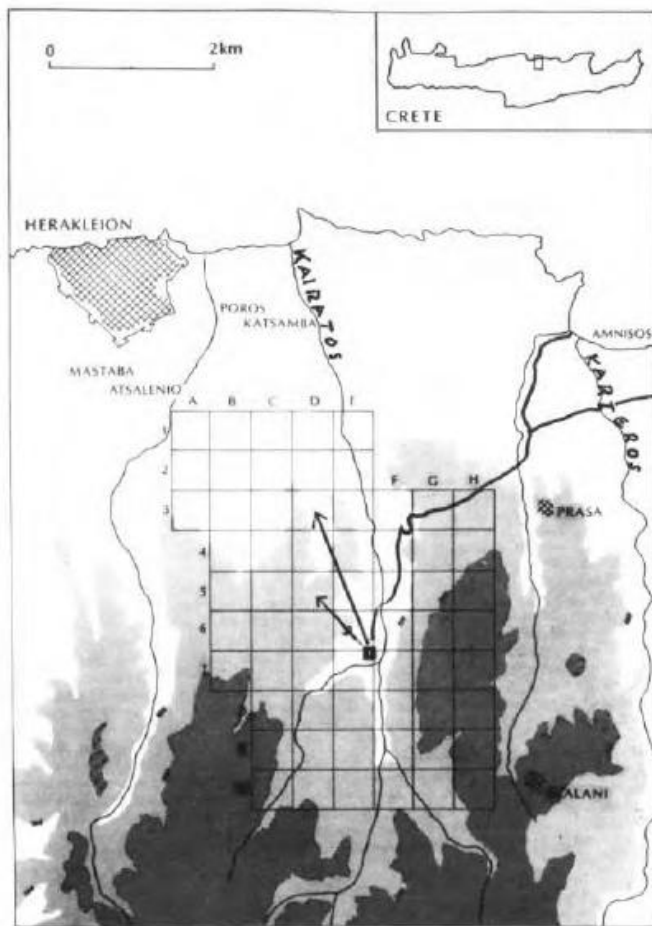 0 2km
CRETE
HERAKLEION
KAIRATOS
POROS
KATSAMBA
AMNISOS
MASTABA
ATSALENIO
KARTEROS
A B C D
1
2
F G H
3
PRASA
4
5
6
7